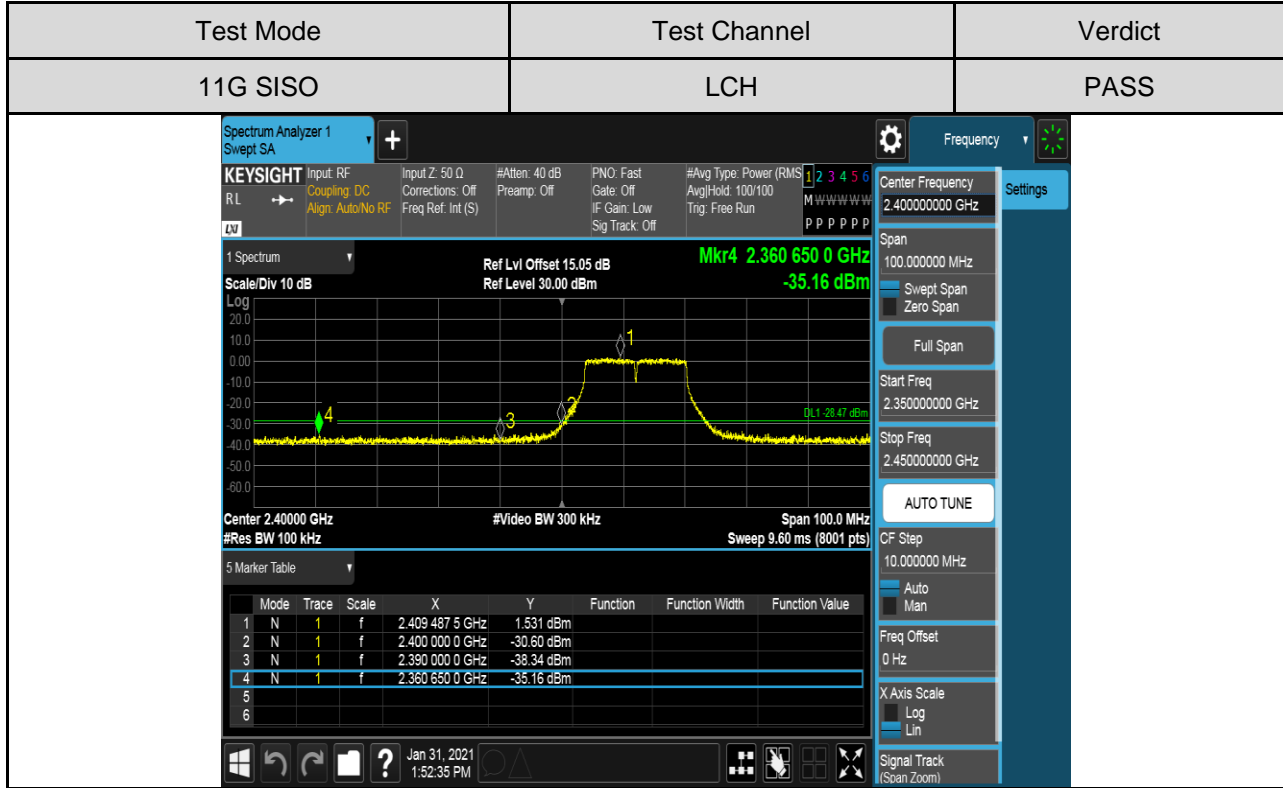 Test Mode Test Channel Verdict
11G SISO LCH PASS
Spectrum Analyzer 1
Swept SA
Frequency
KEYSIGHT Input: RF Input Z: 50 Ω #Atten: 40 dB PNO: Fast #Avg Type: Power (RMS 1 2 3 4 5 6
RL Coupling: DC Corrections: Off Preamp: Off Gate: Off Avg|Hold: 100/100 M W W W W W
Align: Auto/No RF Freq Ref: Int (S) IF Gain: Low Trig: Free Run
LXI Sig Track: Off P P P P P P
1 Spectrum
Ref Lvl Offset 15.05 dB Mkr4 2.360 650 0 GHz
Scale/Div 10 dB Ref Level 30.00 dBm -35.16 dBm
Log
20.0
10.0
0.00
-10.0
-20.0
-30.0
-40.0
-50.0
-60.0
1
2
3
4
DL1 -28.47 dBm
Center 2.40000 GHz #Video BW 300 kHz Span 100.0 MHz
#Res BW 100 kHz Sweep 9.60 ms (8001 pts)
5 Marker Table
Mode Trace Scale X Y Function Function Width Function Value
1 N 1 f 2.409 487 5 GHz 1.531 dBm
2 N 1 f 2.400 000 0 GHz -30.60 dBm
3 N 1 f 2.390 000 0 GHz -38.34 dBm
4 N 1 f 2.360 650 0 GHz -35.16 dBm
5
6
Jan 31, 2021
1:52:35 PM
Center Frequency
2.400000000 GHz
Settings
Span
100.000000 MHz
Swept Span
Zero Span
Full Span
Start Freq
2.350000000 GHz
Stop Freq
2.450000000 GHz
AUTO TUNE
CF Step
10.000000 MHz
Auto
Man
Freq Offset
0 Hz
X Axis Scale
Log
Lin
Signal Track
(Span Zoom)